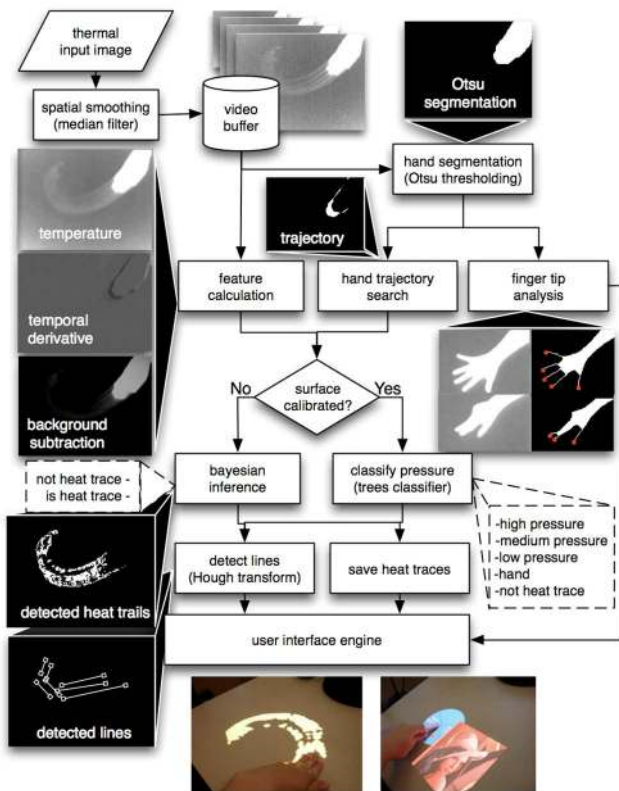 thermal
input image
spatial smoothing
(median filter)
video
buffer
Otsu
segmentation
hand segmentation
(Otsu thresholding)
temperature
trajectory
feature
calculation
hand trajectory
search
finger tip
analysis
temporal
derivative
background
subtraction
No
surface
calibrated?
Yes
not heat trace -
is heat trace -
bayesian
inference
classify pressure
(trees classifier)
-high pressure
-medium pressure
-low pressure
-hand
-not heat trace
detected heat trails
detect lines
(Hough transform)
save heat traces
user interface engine
detected lines